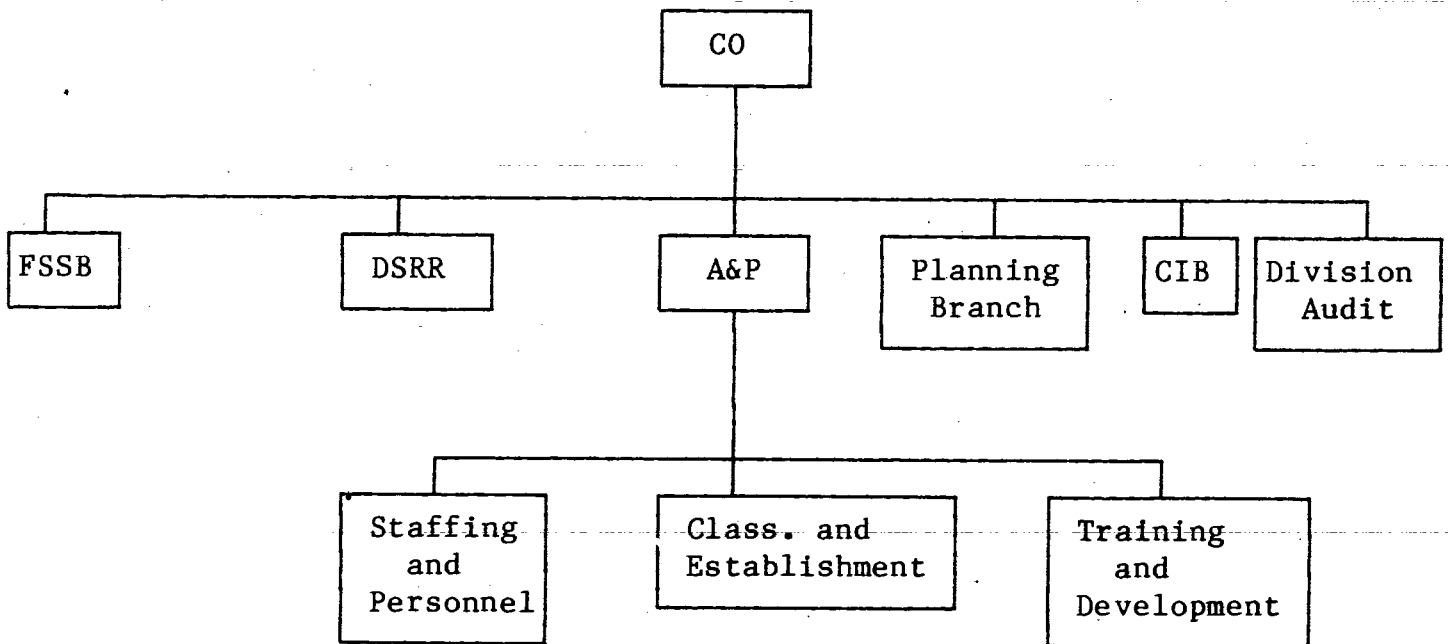 CO
FSSB
DSRR
A&P
Planning
Branch
CIB
Division
Audit
Staffing
and
Personnel
Class. and
Establishment
Training
and
Development